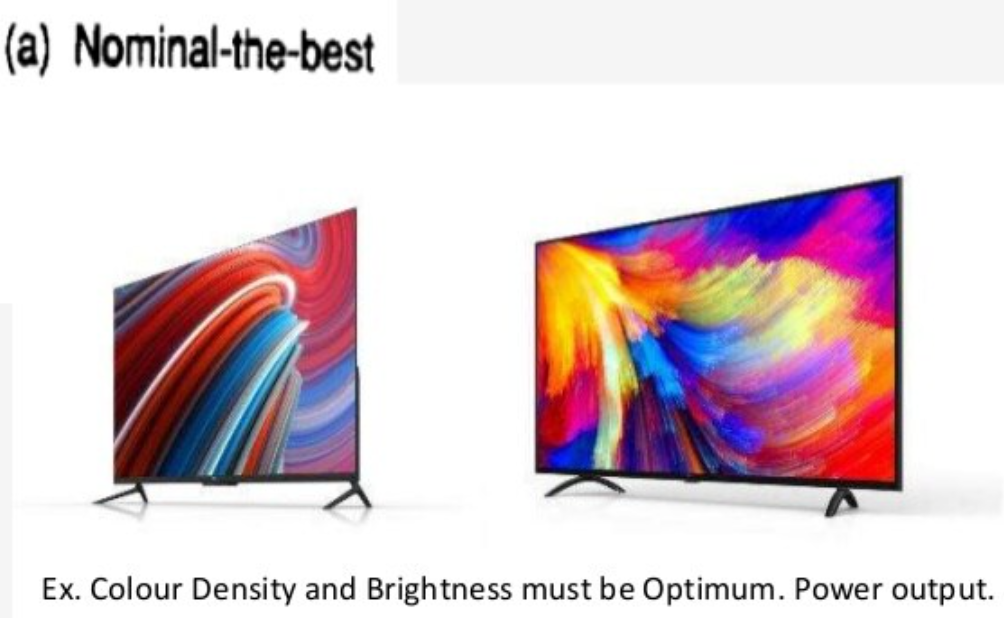 (a) Nominal-the-best
Ex. Colour Density and Brightness must be Optimum. Power output.